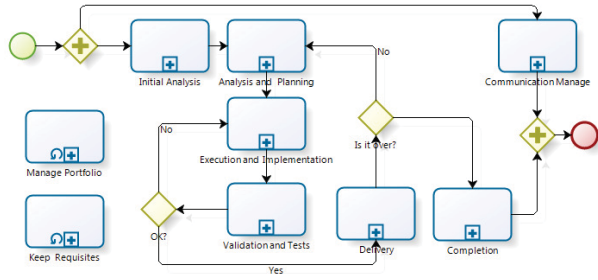 No
Initial Analysis
Analysis and Planning
Communication Manage
No
Is it over?
Manage Portfolio
Execution and Implementation
OK?
Keep Requisites
Validation and Tests
Delivery
Completion
Yes